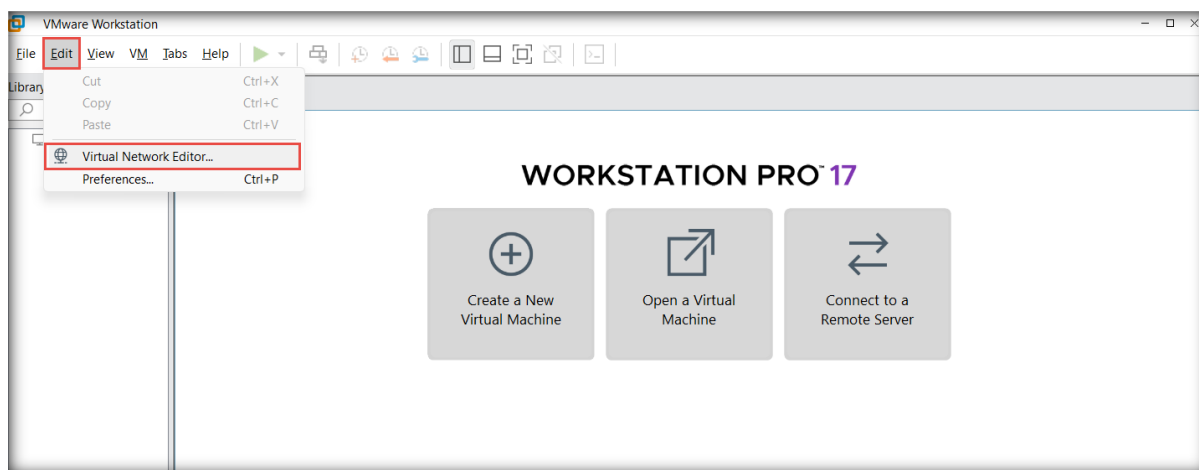 VMware Workstation
File Edit View VM Tabs Help
Library
Cut Ctrl+X
Copy Ctrl+C
Paste Ctrl+V
Virtual Network Editor...
Preferences... Ctrl+P
WORKSTATION PRO™ 17
Create a New
Virtual Machine
Open a Virtual
Machine
Connect to a
Remote Server